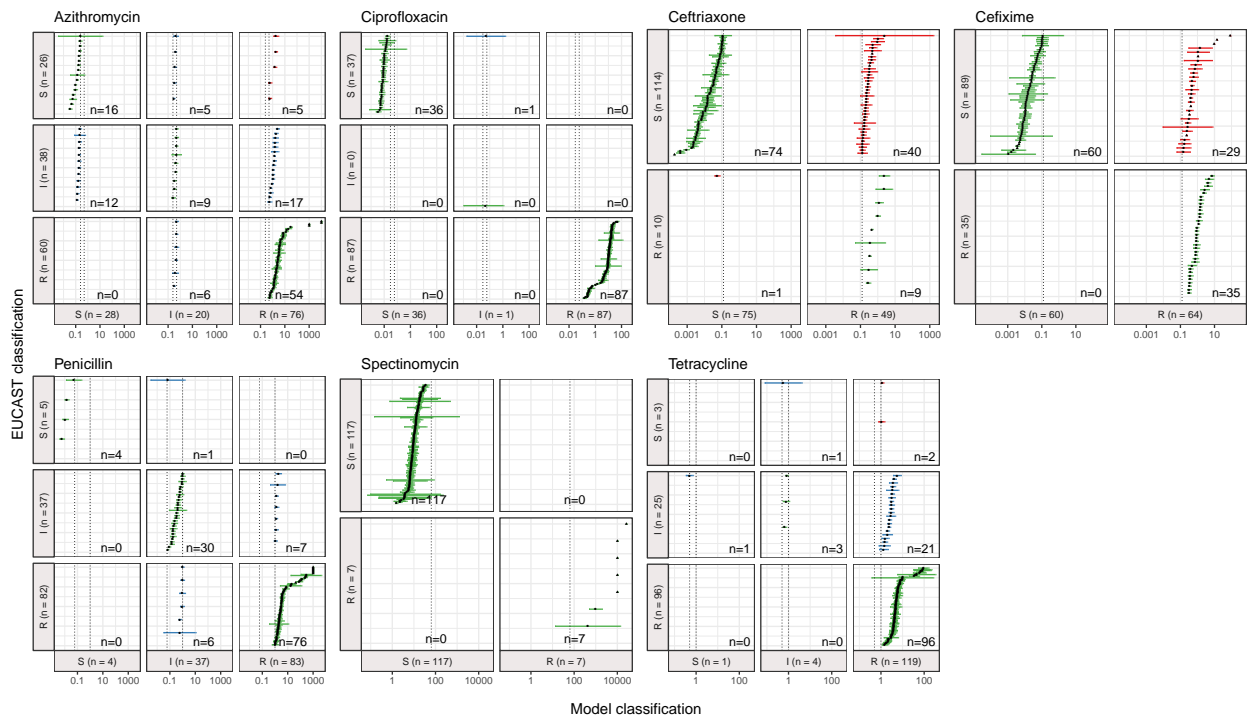 Azithromycin
Ciprofloxacin
Ceftriaxone
Cefixime
S (n = 26)
n=16
n=5
n=5
I (n = 38)
n=12
n=9
n=17
R (n = 60)
n=0
n=6
n=54
S (n = 28)
I (n = 20)
R (n = 76)
0.1 10 1000
0.1 10 1000
0.1 10 1000
S (n = 37)
n=36
n=1
n=0
I (n = 0)
n=0
n=0
n=0
R (n = 87)
n=0
n=0
n=87
S (n = 36)
I (n = 1)
R (n = 87)
0.1 100
0.1 100
0.1 100
S (n = 114)
n=74
n=40
R (n = 10)
n=1
n=9
S (n = 75)
R (n = 49)
0.001 0.1 10 1000
0.001 0.1 10 1000
S (n = 89)
n=60
n=29
R (n = 35)
n=0
n=35
S (n = 60)
R (n = 64)
0.001 0.1 10
0.001 0.1 10
EUCAST classification
Penicillin
Spectinomycin
Tetracycline
S (n = 5)
n=4
n=1
n=0
I (n = 37)
n=0
n=30
n=7
R (n = 82)
n=0
n=6
n=76
S (n = 4)
I (n = 37)
R (n = 83)
0.1 10 1000
0.1 10 1000
0.1 10 1000
S (n = 117)
n=117
n=0
R (n = 7)
n=0
n=7
S (n = 117)
R (n = 7)
1 100 10000
1 100 10000
S (n = 3)
n=0
n=1
n=2
I (n = 25)
n=1
n=3
n=21
R (n = 96)
n=0
n=0
n=96
S (n = 1)
I (n = 4)
R (n = 119)
1 100
1 100
1 100
Model classification